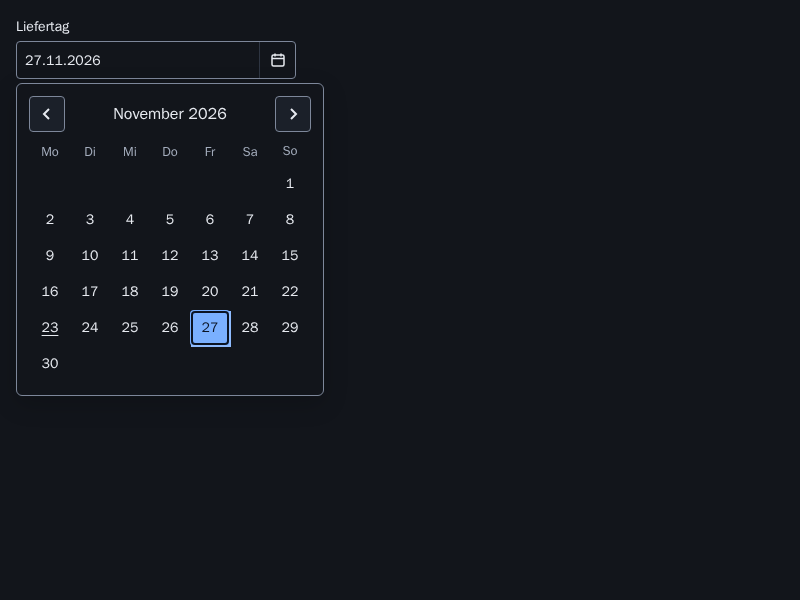 Liefertag
27.11.2026
November 2026
Mo Di Mi Do Fr Sa So
1
2 3 4 5 6 7 8
9 10 11 12 13 14 15
16 17 18 19 20 21 22
23 24 25 26 27 28 29
30